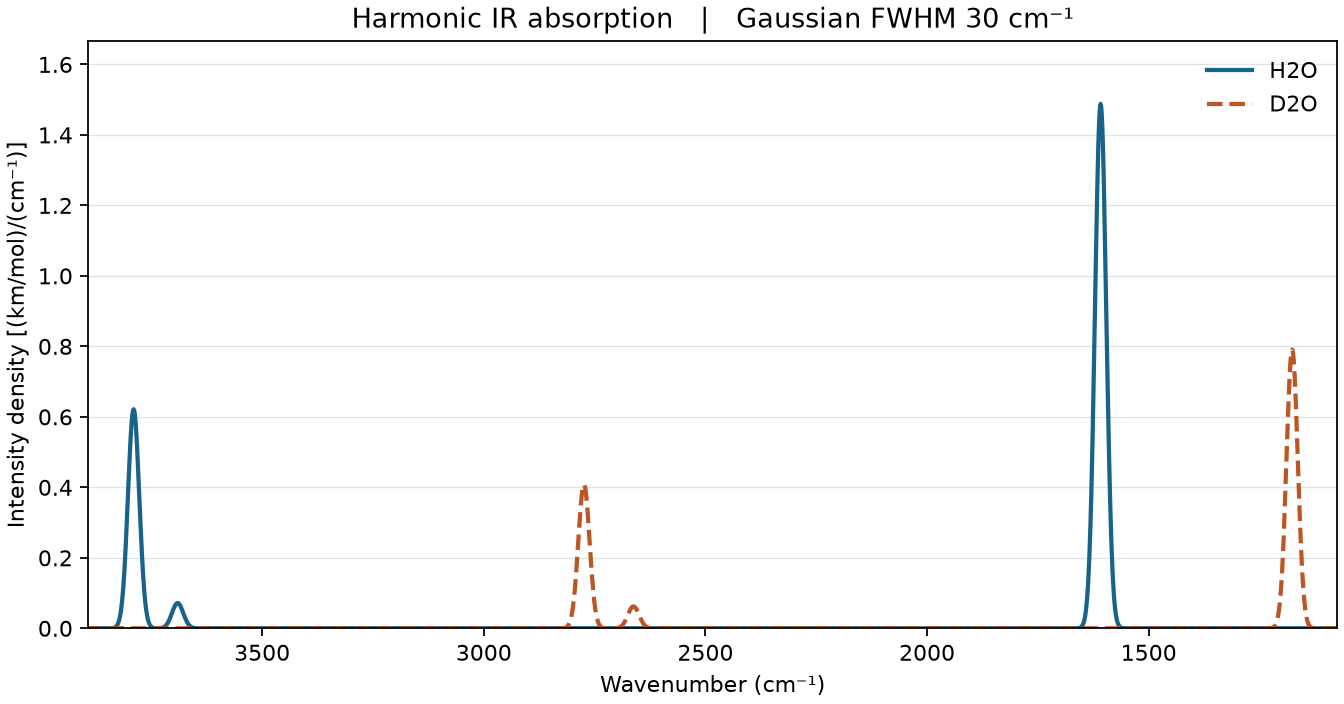 Harmonic IR absorption | Gaussian FWHM 30 cm⁻¹
H2O
D2O
Intensity density [(km/mol)/(cm⁻¹)]
1.6
1.4
1.2
1.0
0.8
0.6
0.4
0.2
0.0
3500 3000 2500 2000 1500
Wavenumber (cm⁻¹)